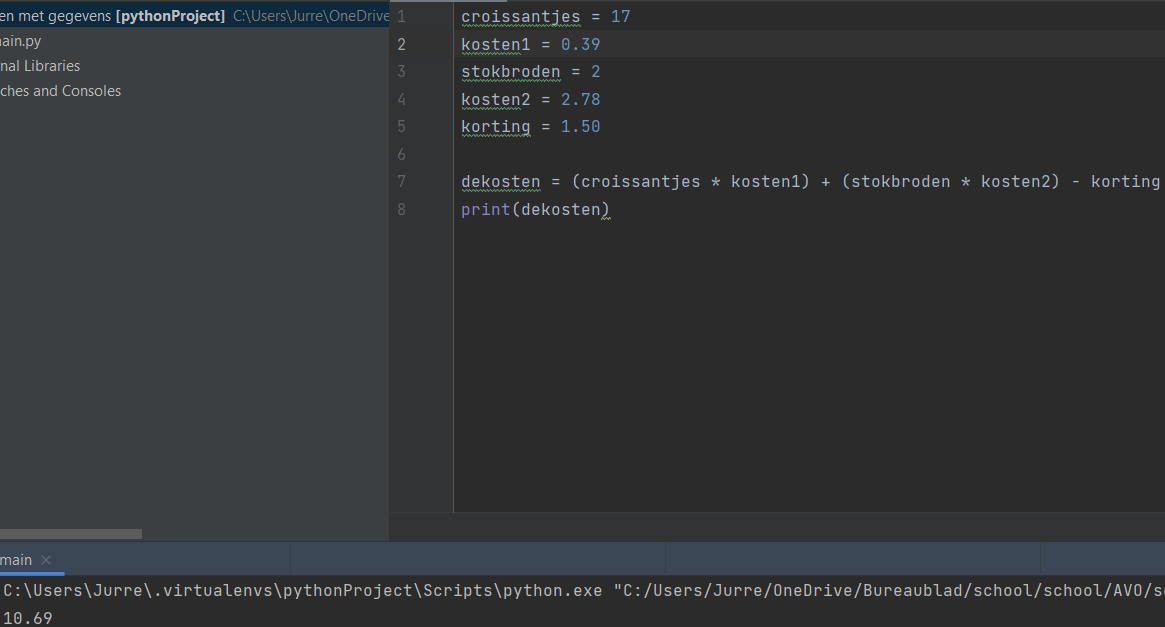 en met gegevens [pythonProject] C:\Users\Jurre\OneDrive
ain.py
nal Libraries
ches and Consoles
1 croissantjes = 17
2 kosten1 = 0.39
3 stokbroden = 2
4 kosten2 = 2.78
5 korting = 1.50
6
7 dekosten = (croissantjes * kosten1) + (stokbroden * kosten2) - korting
8 print(dekosten)
main ×
C:\Users\Jurre\.virtualenvs\pythonProject\Scripts\python.exe "C:/Users/Jurre/OneDrive/Bureaublad/school/school/AVO/s
10.69